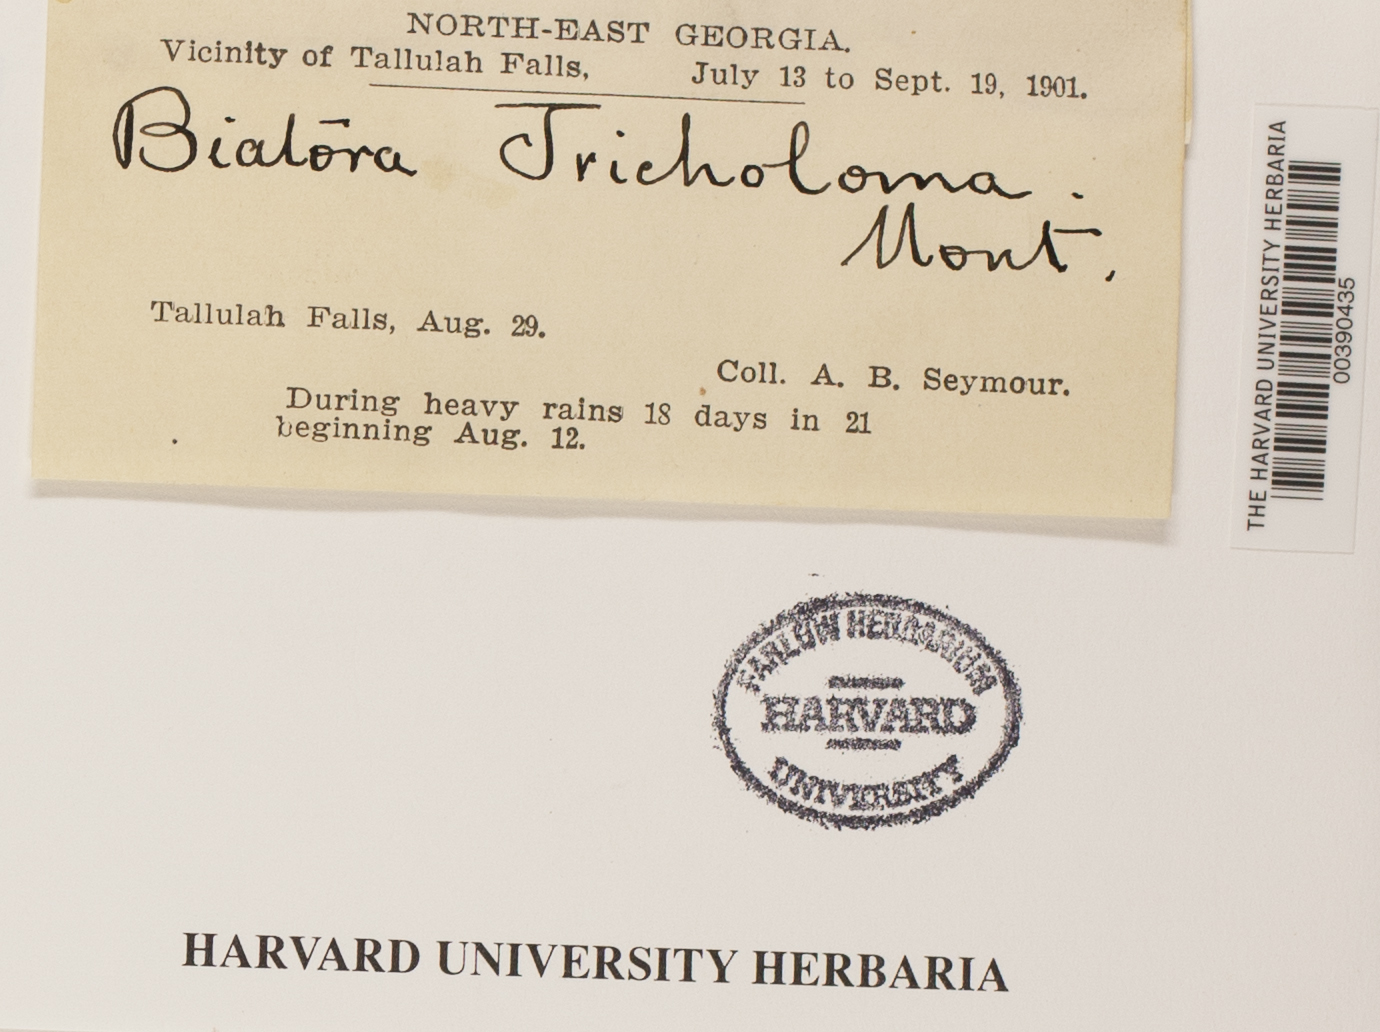 NORTH-EAST GEORGIA.
Vicinity of Tallulah Falls, July 13 to Sept. 19, 1901.
Biatōra Tricholoma.
Mont.
Tallulah Falls, Aug. 29.
Coll. A. B. Seymour.
During heavy rains 18 days in 21
beginning Aug. 12.
THE HARVARD UNIVERSITY HERBARIA
00390435
FARLOW HERBARIUM
HARVARD
UNIVERSITY
HARVARD UNIVERSITY HERBARIA